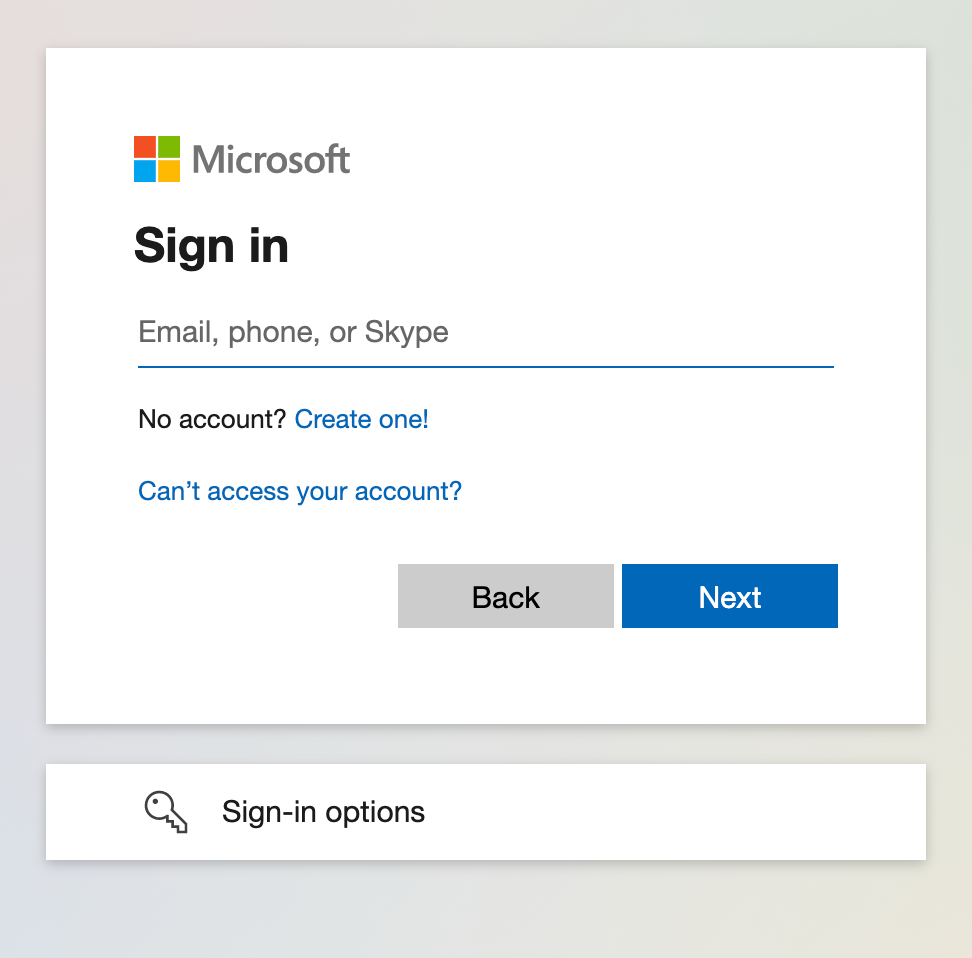 Microsoft
Sign in
Email, phone, or Skype
No account? Create one!
Can’t access your account?
Back Next
Sign-in options